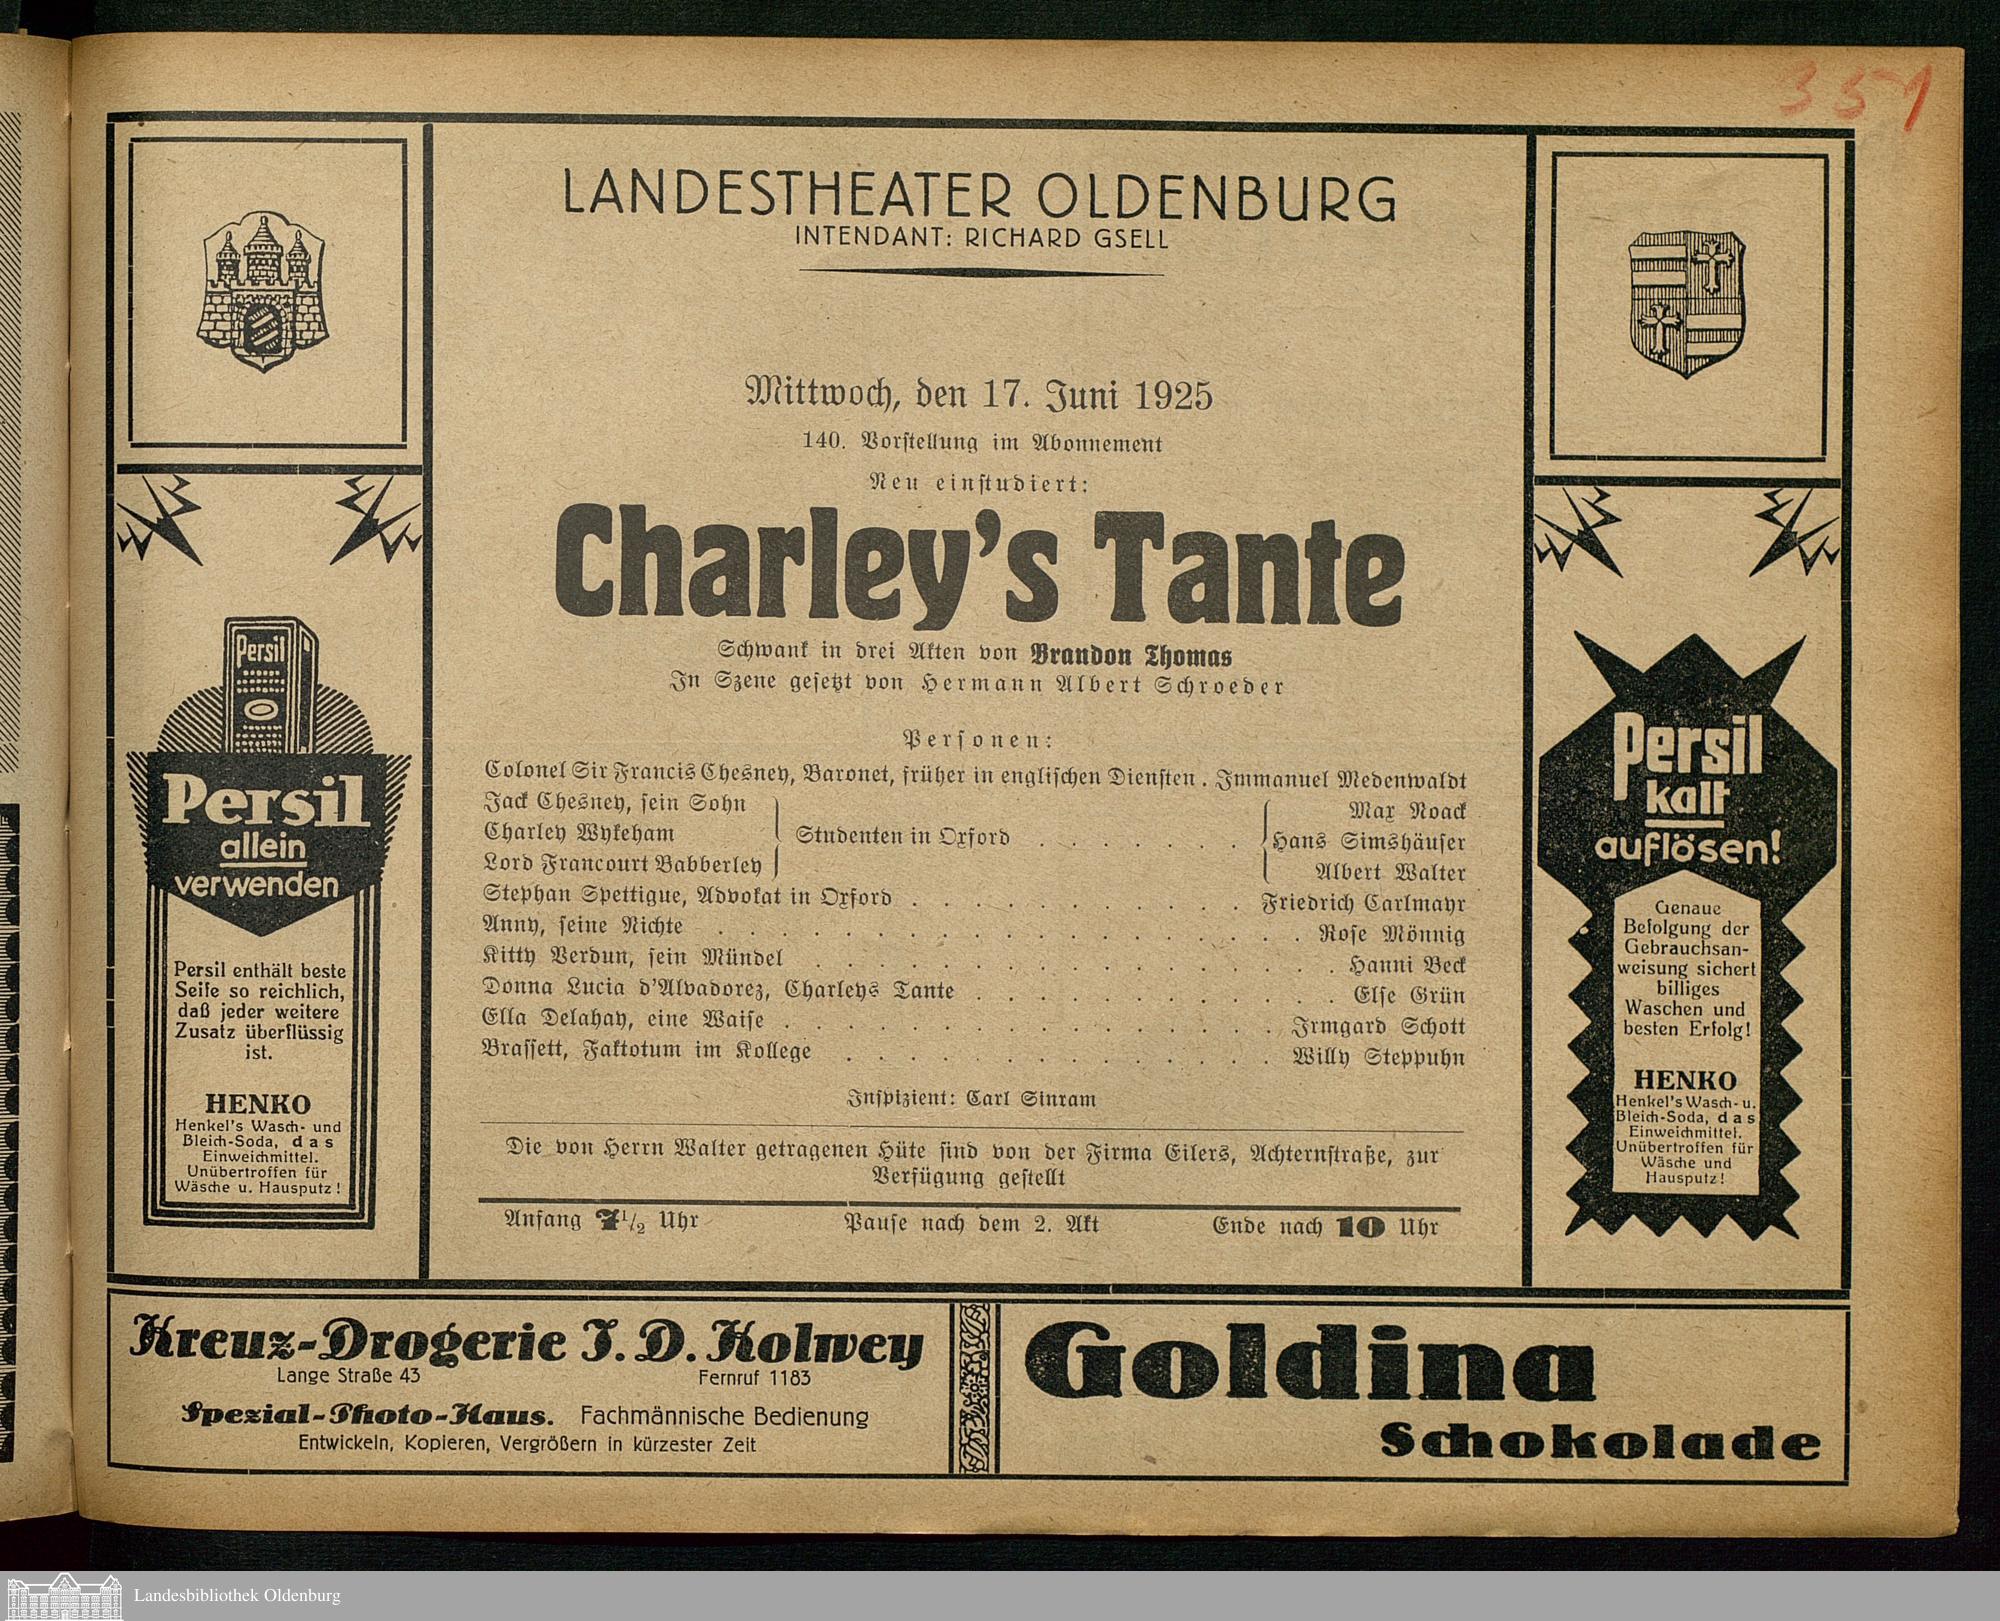 351
LANDESTHEATER OLDENBURG
INTENDANT: RICHARD GSELL
Mittwoch, den 17. Juni 1925
140. Vorstellung im Abonnement
Neu einstudiert:
Charley's Tante
Schwank in drei Akten von Brandon Thomas
In Szene gesetzt von Hermann Albert Schroeder
Personen:
Colonel Sir Francis Chesney, Baronet, früher in englischen Diensten . Immanuel Medenwaldt
Jack Chesney, sein Sohn Max Noack
Charley Wykeham Studenten in Oxford . . . . . . . Hans Simshäuser
Lord Francourt Babberley Albert Walter
Stephan Spettigue, Advokat in Oxford . . . . . . . . . . . Friedrich Carlmayr
Anny, seine Nichte . . . . . . . . . . . . . . . . . . . Rose Mönnig
Kitty Verdun, sein Mündel . . . . . . . . . . . . . . . . . Hanni Beck
Donna Lucia d'Alvadorez, Charleys Tante . . . . . . . . . . . . Else Grün
Ella Delahay, eine Waise . . . . . . . . . . . . . . . . Irmgard Schott
Brassett, Faktotum im Kollege . . . . . . . . . . . . . . Willy Steppuhn
Inspizient: Carl Sinram
Die von Herrn Walter getragenen Hüte sind von der Firma Eilers, Achternstraße, zur
Verfügung gestellt
Anfang 7½ Uhr Pause nach dem 2. Akt Ende nach 10 Uhr
Persil
Persil
allein
verwenden
Persil enthält beste
Seife so reichlich,
daß jeder weitere
Zusatz überflüssig
ist.
HENKO
Henkel's Wasch- und
Bleich-Soda, das
Einweichmittel.
Unübertroffen für
Wäsche u. Hausputz!
Persil
kalt
auflösen!
Genaue
Befolgung der
Gebrauchsan-
weisung sichert
billiges
Waschen und
besten Erfolg!
HENKO
Henkel's Wasch- u.
Bleich-Soda, das
Einweichmittel.
Unübertroffen für
Wäsche und
Hausputz!
Kreuz-Drogerie J. D. Kolwey
Lange Straße 43 Fernruf 1183
Spezial-Photo-Haus. Fachmännische Bedienung
Entwickeln, Kopieren, Vergrößern in kürzester Zeit
Goldina
Schokolade
Landesbibliothek Oldenburg